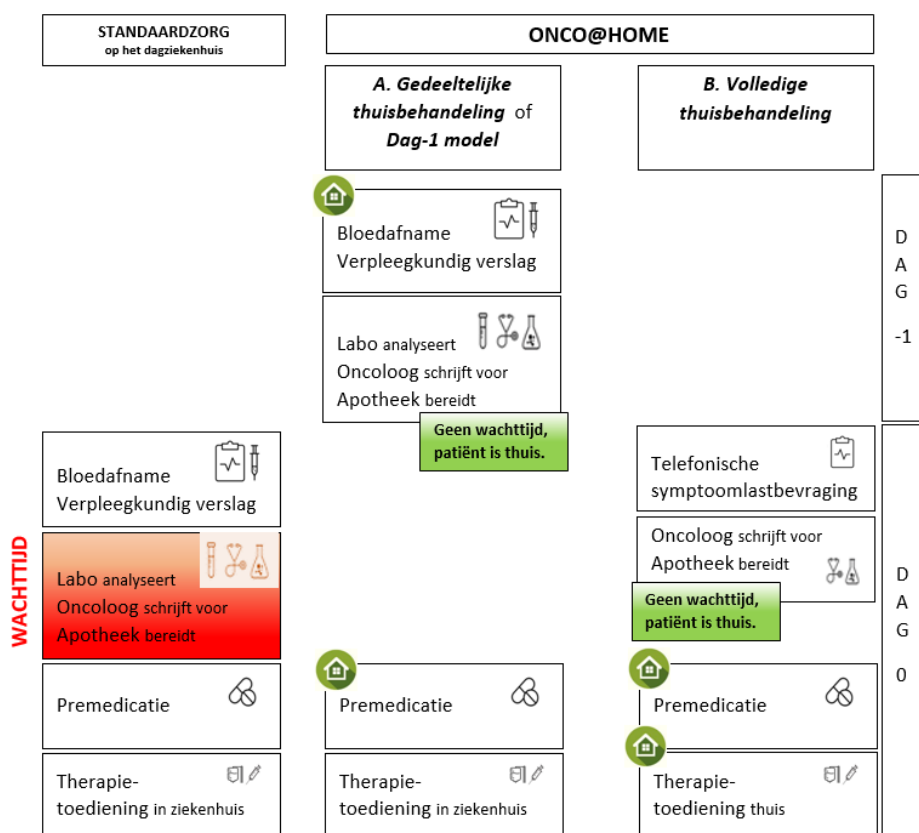 STANDAARDZORG
op het dagziekenhuis
ONCO@HOME
A. Gedeeltelijke
thuisbehandeling of
Dag-1 model
B. Volledige
thuisbehandeling
Bloedafname
Verpleegkundig verslag
Labo analyseert
Oncoloog schrijft voor
Apotheek bereidt
Geen wachttijd,
patiënt is thuis.
D
A
G
-1
WACHTTIJD
Bloedafname
Verpleegkundig verslag
Labo analyseert
Oncoloog schrijft voor
Apotheek bereidt
Telefonische
symptoomlastbevraging
Oncoloog schrijft voor
Apotheek bereidt
Geen wachttijd,
patiënt is thuis.
Premedicatie
Premedicatie
Premedicatie
Therapie-
toediening in ziekenhuis
Therapie-
toediening in ziekenhuis
Therapie-
toediening thuis
D
A
G
0